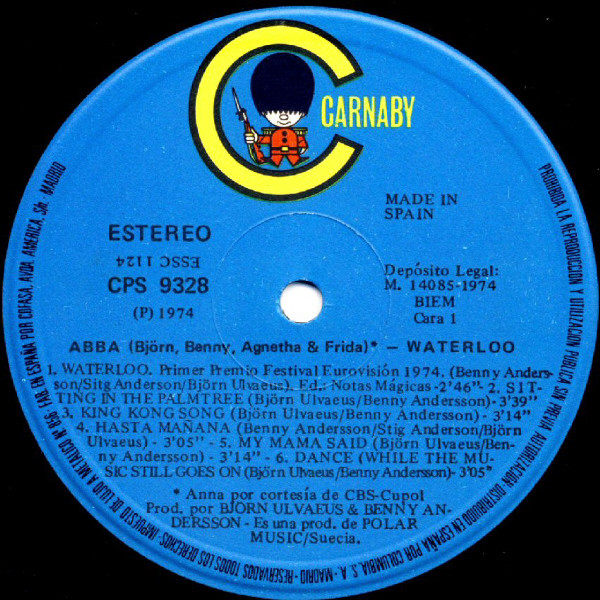 CARNABY
MADE IN
SPAIN
ESTEREO
ESSC 1124
CPS 9328
(P) 1974
Depósito Legal:
M. 14085-1974
BIEM
Cara 1
ABBA (Björn, Benny, Agnetha & Frida)* — WATERLOO
1. WATERLOO. Primer Premio Festival Eurovisión 1974. (Benny Anders-
son/Sitg Anderson/Björn Ulvaeus). Ed.: Notas Mágicas - 2'46"- 2. SIT-
TING IN THE PALMTREE (Björn Ulvaeus/Benny Andersson) - 3'39"
3. KING KONG SONG (Björn Ulvaeus/Benny Andersson) - 3'14"
4. HASTA MAÑANA (Benny Andersson/Stig Anderson/Björn
Ulvaeus) - 3'05" - 5. MY MAMA SAID (Björn Ulvaeus/Ben-
ny Andersson) - 3'14" - 6. DANCE (WHILE THE MU-
SIC STILL GOES ON (Björn Ulvaeus/Benny Andersson)- 3'05"
* Anna por cortesía de CBS-Cupol
Prod. por BJÖRN ULVAEUS & BENNY AN-
DERSSON - Es una prod. de POLAR
MUSIC/Suecia.
PROHIBIDA LA REPRODUCCION Y UTILIZACION PUBLICA SIN PREVIA AUTORIZACION. DISTRIBUIDO EN ESPAÑA POR COLUMBIA, S. A. - MADRID - RESERVADOS TODOS LOS DERECHOS - IMPUESTO DE LUJO A METALICO Nº 856 FAB. EN ESPAÑA POR COFASA. AVDA. AMERICA, S/n. MADRID